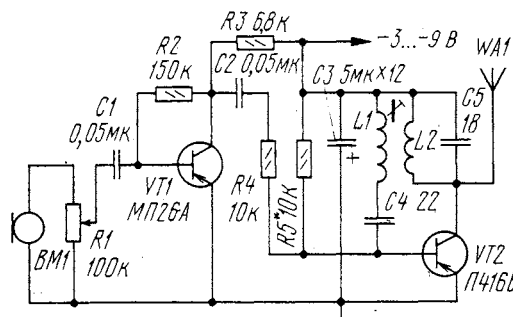 R3 6,8к
-3...-9 В
R2
150к
C2 0,05мк
WA1
C3 5мк×12
C5
18
C1
0,05мк
L1
L2
VT1
МП26А
R4
10к
R5* 10к
C4 22
R1
100к
BM1
VT2
П416Б